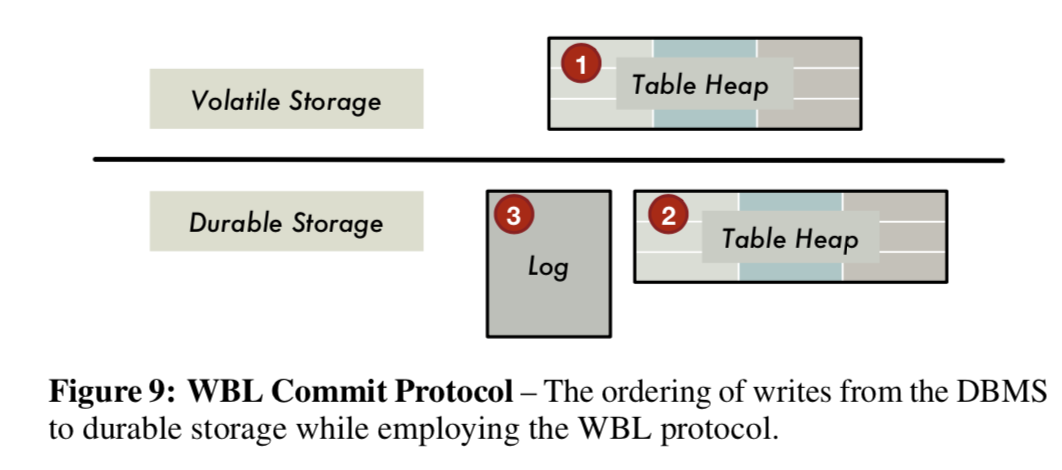 1
Table Heap
Volatile Storage
3
2
Durable Storage
Table Heap
Log
Figure 9: WBL Commit Protocol – The ordering of writes from the DBMS
to durable storage while employing the WBL protocol.